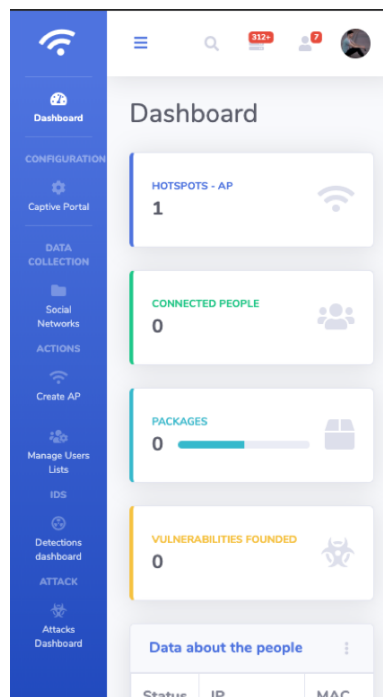 312+
7
Dashboard
CONFIGURATION
Captive Portal
DATA
COLLECTION
Social
Networks
ACTIONS
Create AP
Manage Users
Lists
IDS
Detections
dashboard
ATTACK
Attacks
Dashboard
Dashboard
HOTSPOTS - AP
1
CONNECTED PEOPLE
0
PACKAGES
0
VULNERABILITIES FOUNDED
0
Data about the people
Status IP MAC